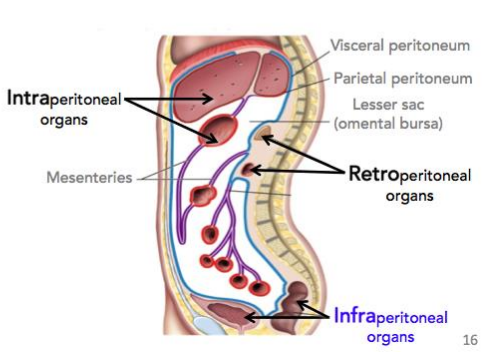 Visceral peritoneum
Parietal peritoneum
Intraperitoneal
organs
Lesser sac
(omental bursa)
Mesenteries
Retroperitoneal
organs
Infraperitoneal
organs
16